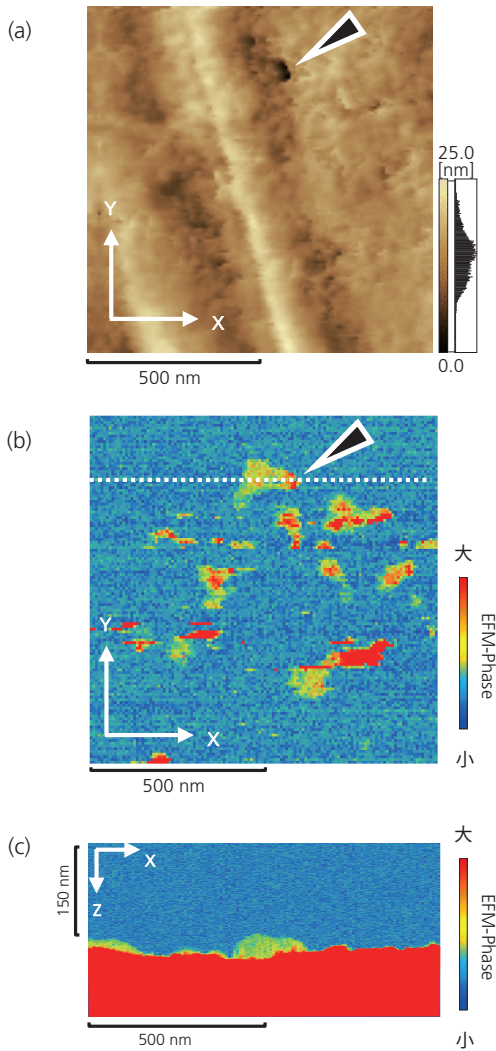 (a)
Y
X
25.0
[nm]
0.0
500 nm
(b)
Y
X
大
EFM-Phase
小
500 nm
(c)
X
Z
150 nm
大
EFM-Phase
小
500 nm